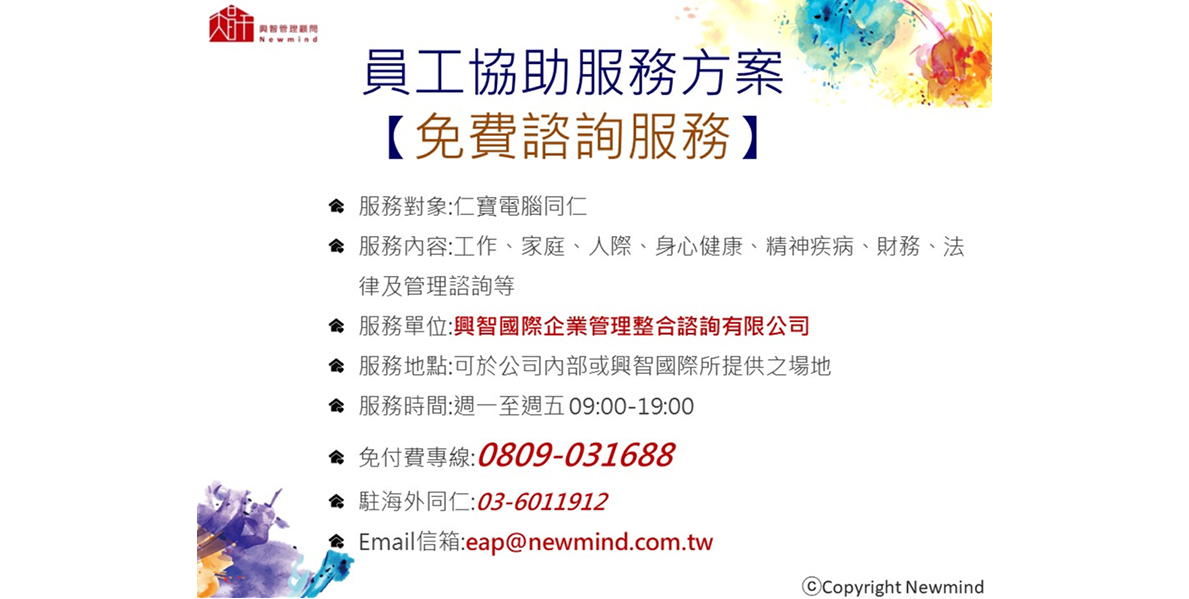 興智管理顧問
Newmind
員工協助服務方案
【免費諮詢服務】
服務對象:仁寶電腦同仁
服務內容:工作、家庭、人際、身心健康、精神疾病、財務、法
律及管理諮詢等
服務單位:興智國際企業管理整合諮詢有限公司
服務地點:可於公司內部或興智國際所提供之場地
服務時間:週一至週五09:00-19:00
免付費專線:0809-031688
駐海外同仁:03-6011912
Email信箱:eap@newmind.com.tw
ⓒCopyright Newmind